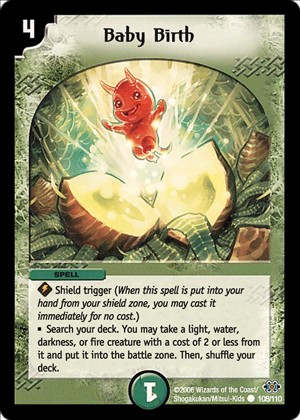 4
Baby Birth
SPELL
Shield trigger (When this spell is put into your
hand from your shield zone, you may cast it
immediately for no cost.)
▪ Search your deck. You may take a light, water,
darkness, or fire creature with a cost of 2 or less from
it and put it into the battle zone. Then, shuffle your
deck.
1
©2006 Wizards of the Coast/
Shogakukan/Mitsui-Kids ● 108/110